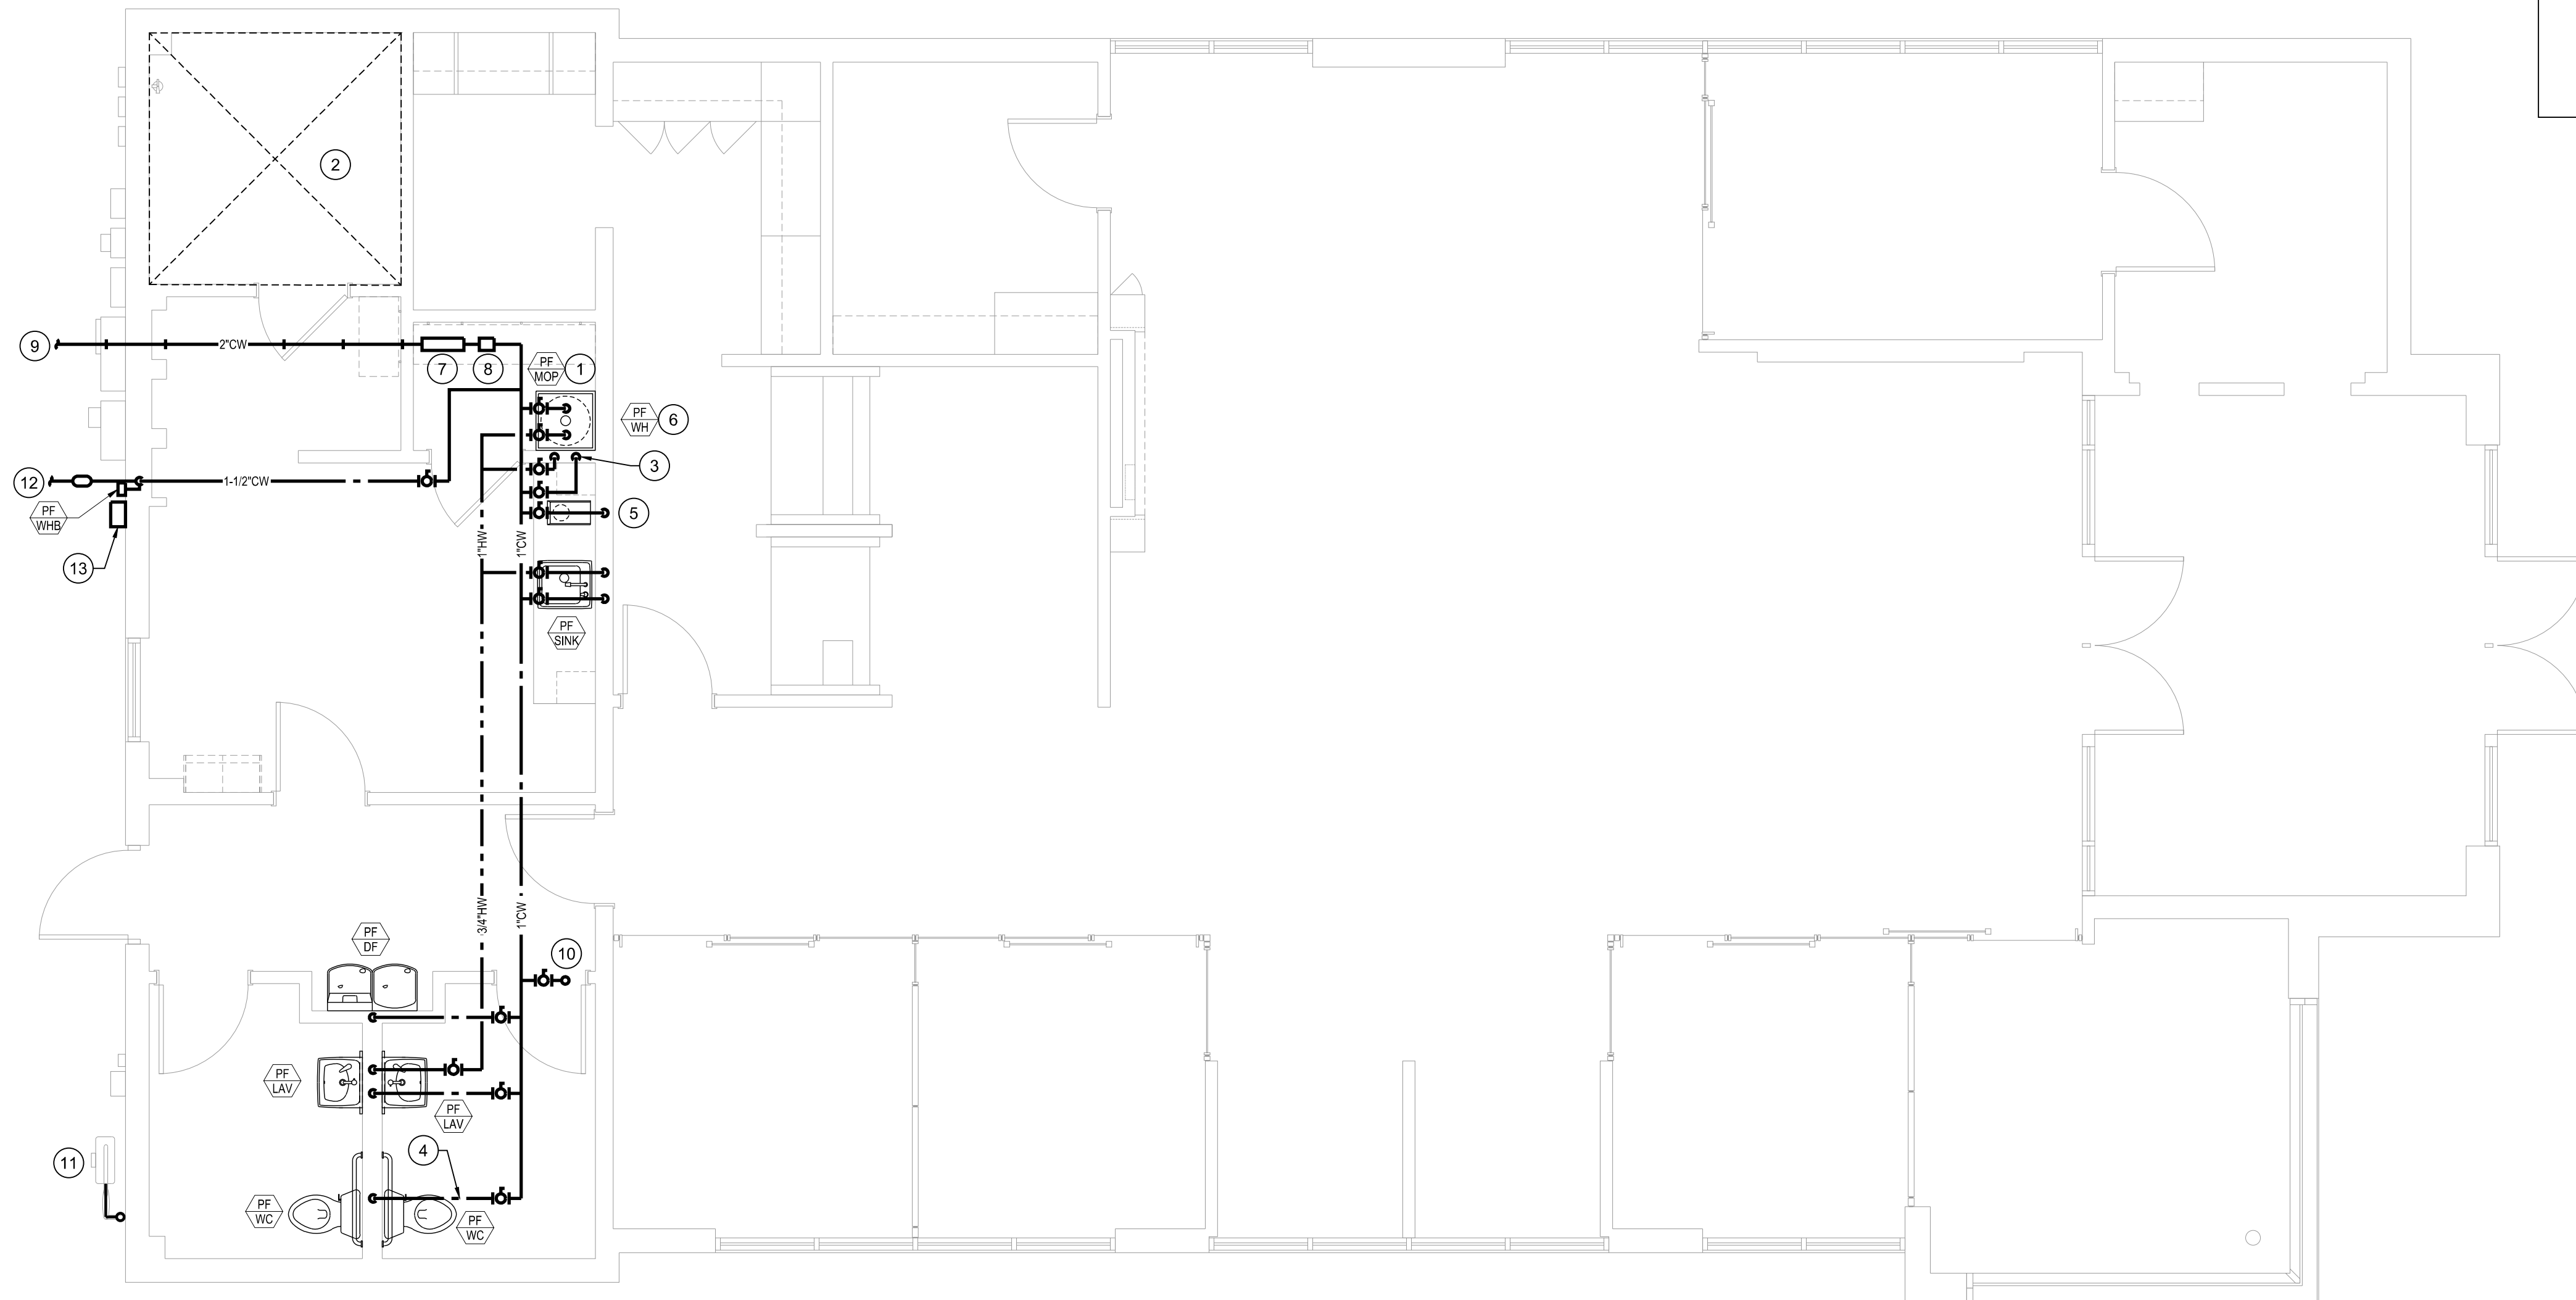 2
9
2"CW
7
8
PF
MOP
1
PF
WH
6
3
12
1-1/2"CW
PF
WHB
5
13
1"HW
1"CW
PF
SINK
3/4"HW
1"CW
PF
DF
10
PF
LAV
PF
LAV
4
11
PF
WC
PF
WC